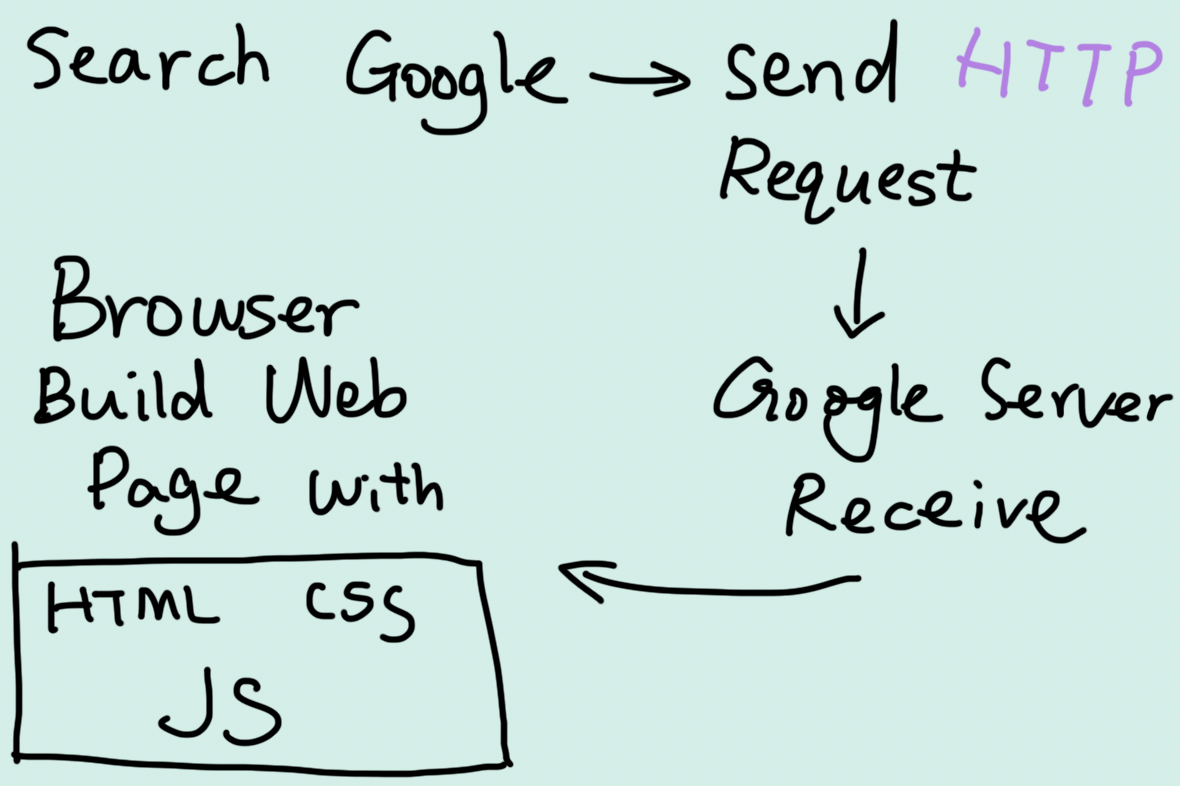 Search Google → Send HTTP
Request
↓
Google Server
Receive
←
Browser
Build Web
Page with
HTML CSS
JS